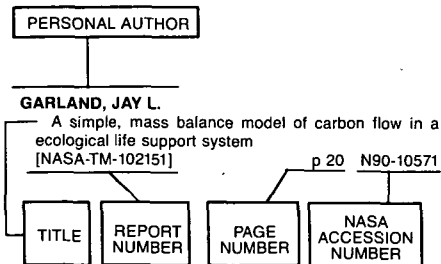 PERSONAL AUTHOR
GARLAND, JAY L.
A simple, mass balance model of carbon flow in a
ecological life support system
[NASA-TM-102151]
p 20 N90-10571
TITLE
REPORT
NUMBER
PAGE
NUMBER
NASA
ACCESSION
NUMBER